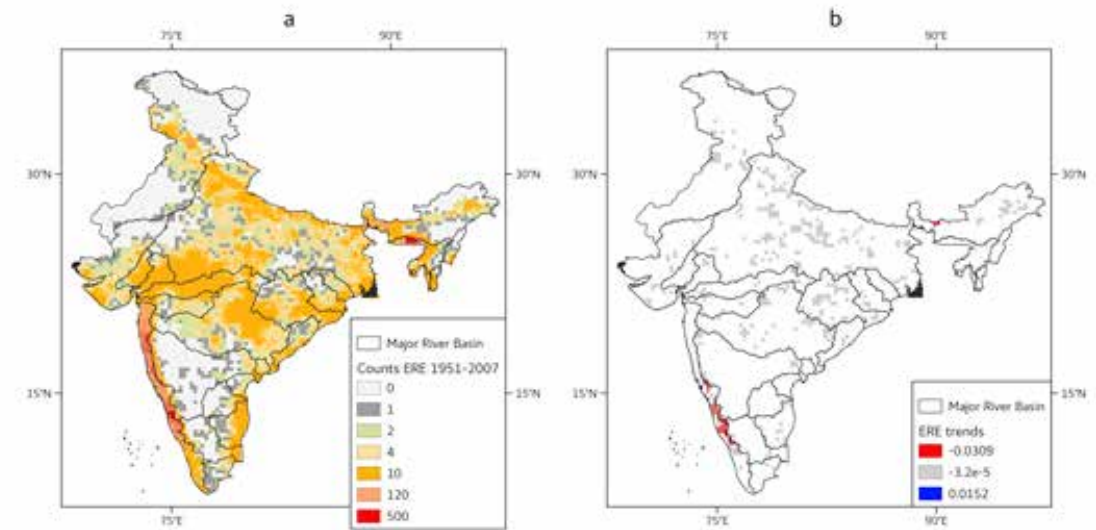 a
75°E 90°E
30°N 30°N
15°N 15°N
Major River Basin
Counts ERE 1951-2007
0
1
2
4
10
120
500
75°E
b
75°E 90°E
30°N 30°N
15°N 15°N
Major River Basin
ERE trends
-0.0309
-3.2e-5
0.0152
75°E 90°E